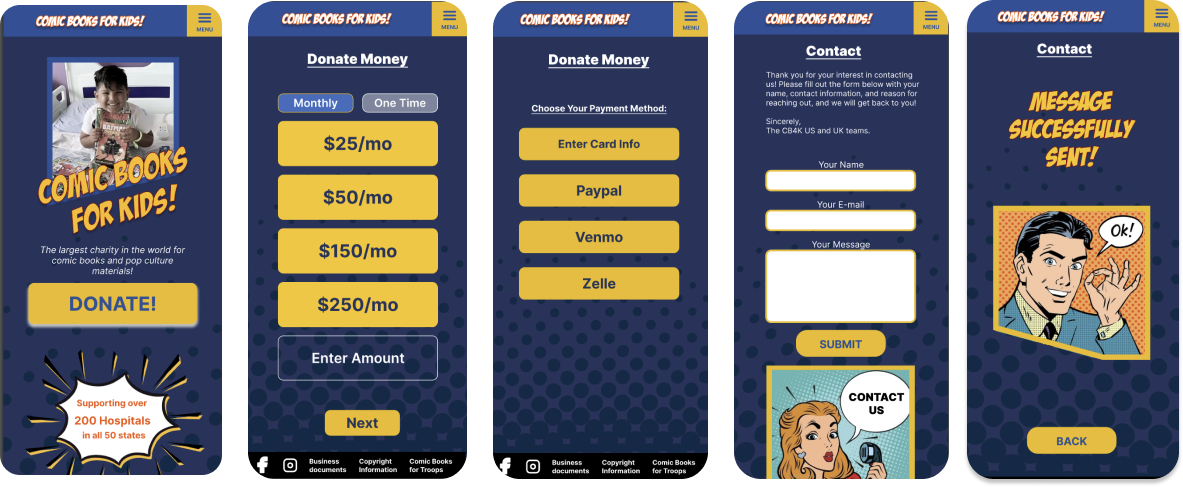 COMIC BOOKS FOR KIDS!
MENU
BATMAN
COMIC BOOKS
FOR KIDS!
The largest charity in the world for
comic books and pop culture
materials!
DONATE!
Supporting over
200 Hospitals
in all 50 states
COMIC BOOKS FOR KIDS!
MENU
Donate Money
Monthly
One Time
$25/mo
$50/mo
$150/mo
$250/mo
Enter Amount
Next
Business
documents
Copyright
Information
Comic Books
for Troops
COMIC BOOKS FOR KIDS!
MENU
Donate Money
Choose Your Payment Method:
Enter Card Info
Paypal
Venmo
Zelle
Business
documents
Copyright
Information
Comic Books
for Troops
COMIC BOOKS FOR KIDS!
MENU
Contact
Thank you for your interest in contacting
us! Please fill out the form below with your
name, contact information, and reason for
reaching out, and we will get back to you!
Sincerely,
The CB4K US and UK teams.
Your Name
Your E-mail
Your Message
SUBMIT
CONTACT
US
COMIC BOOKS FOR KIDS!
MENU
Contact
MESSAGE
SUCCESSFULLY
SENT!
Ok!
BACK